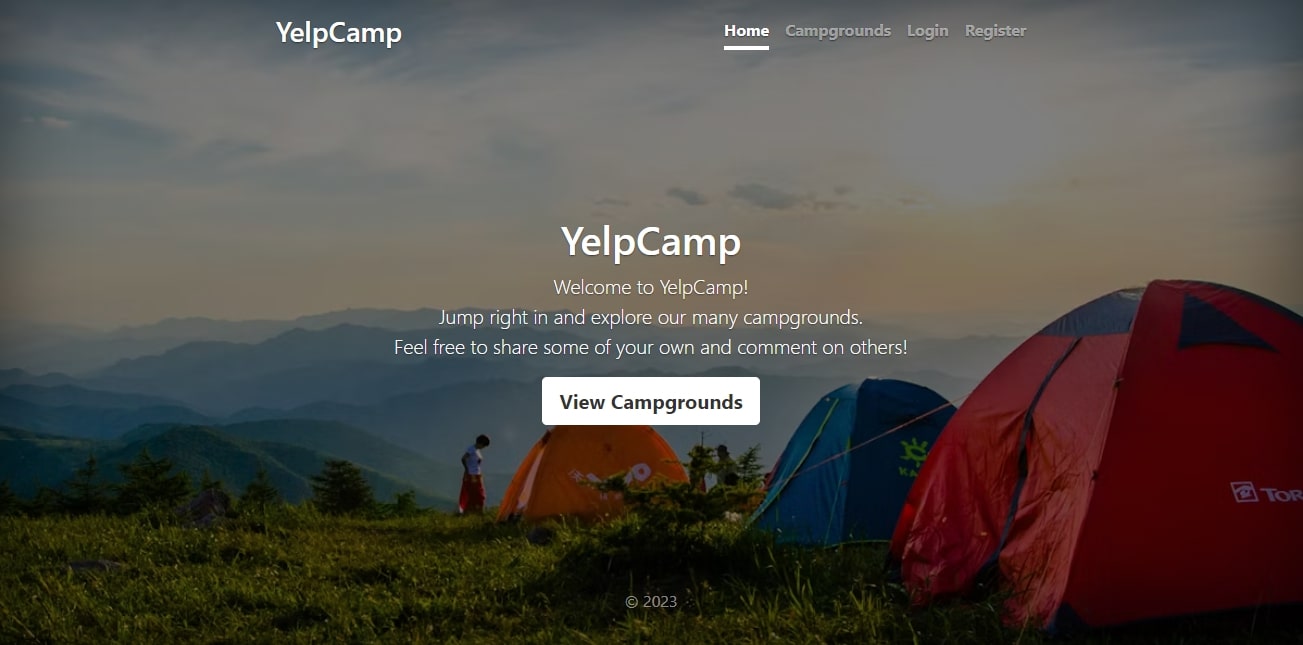 YelpCamp
Home Campgrounds Login Register
YelpCamp
Welcome to YelpCamp!
Jump right in and explore our many campgrounds.
Feel free to share some of your own and comment on others!
View Campgrounds
© 2023